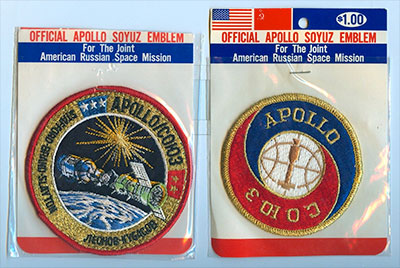 OFFICIAL APOLLO SOYUZ EMBLEM
For The Joint
American Russian Space Mission
APOLLO/СОЮЗ
ЛЕОНОВ-КУБАСОВ
$1.00
OFFICIAL APOLLO SOYUZ EMBLEM
For The Joint
American Russian Space Mission
APOLLO
СОЮЗ